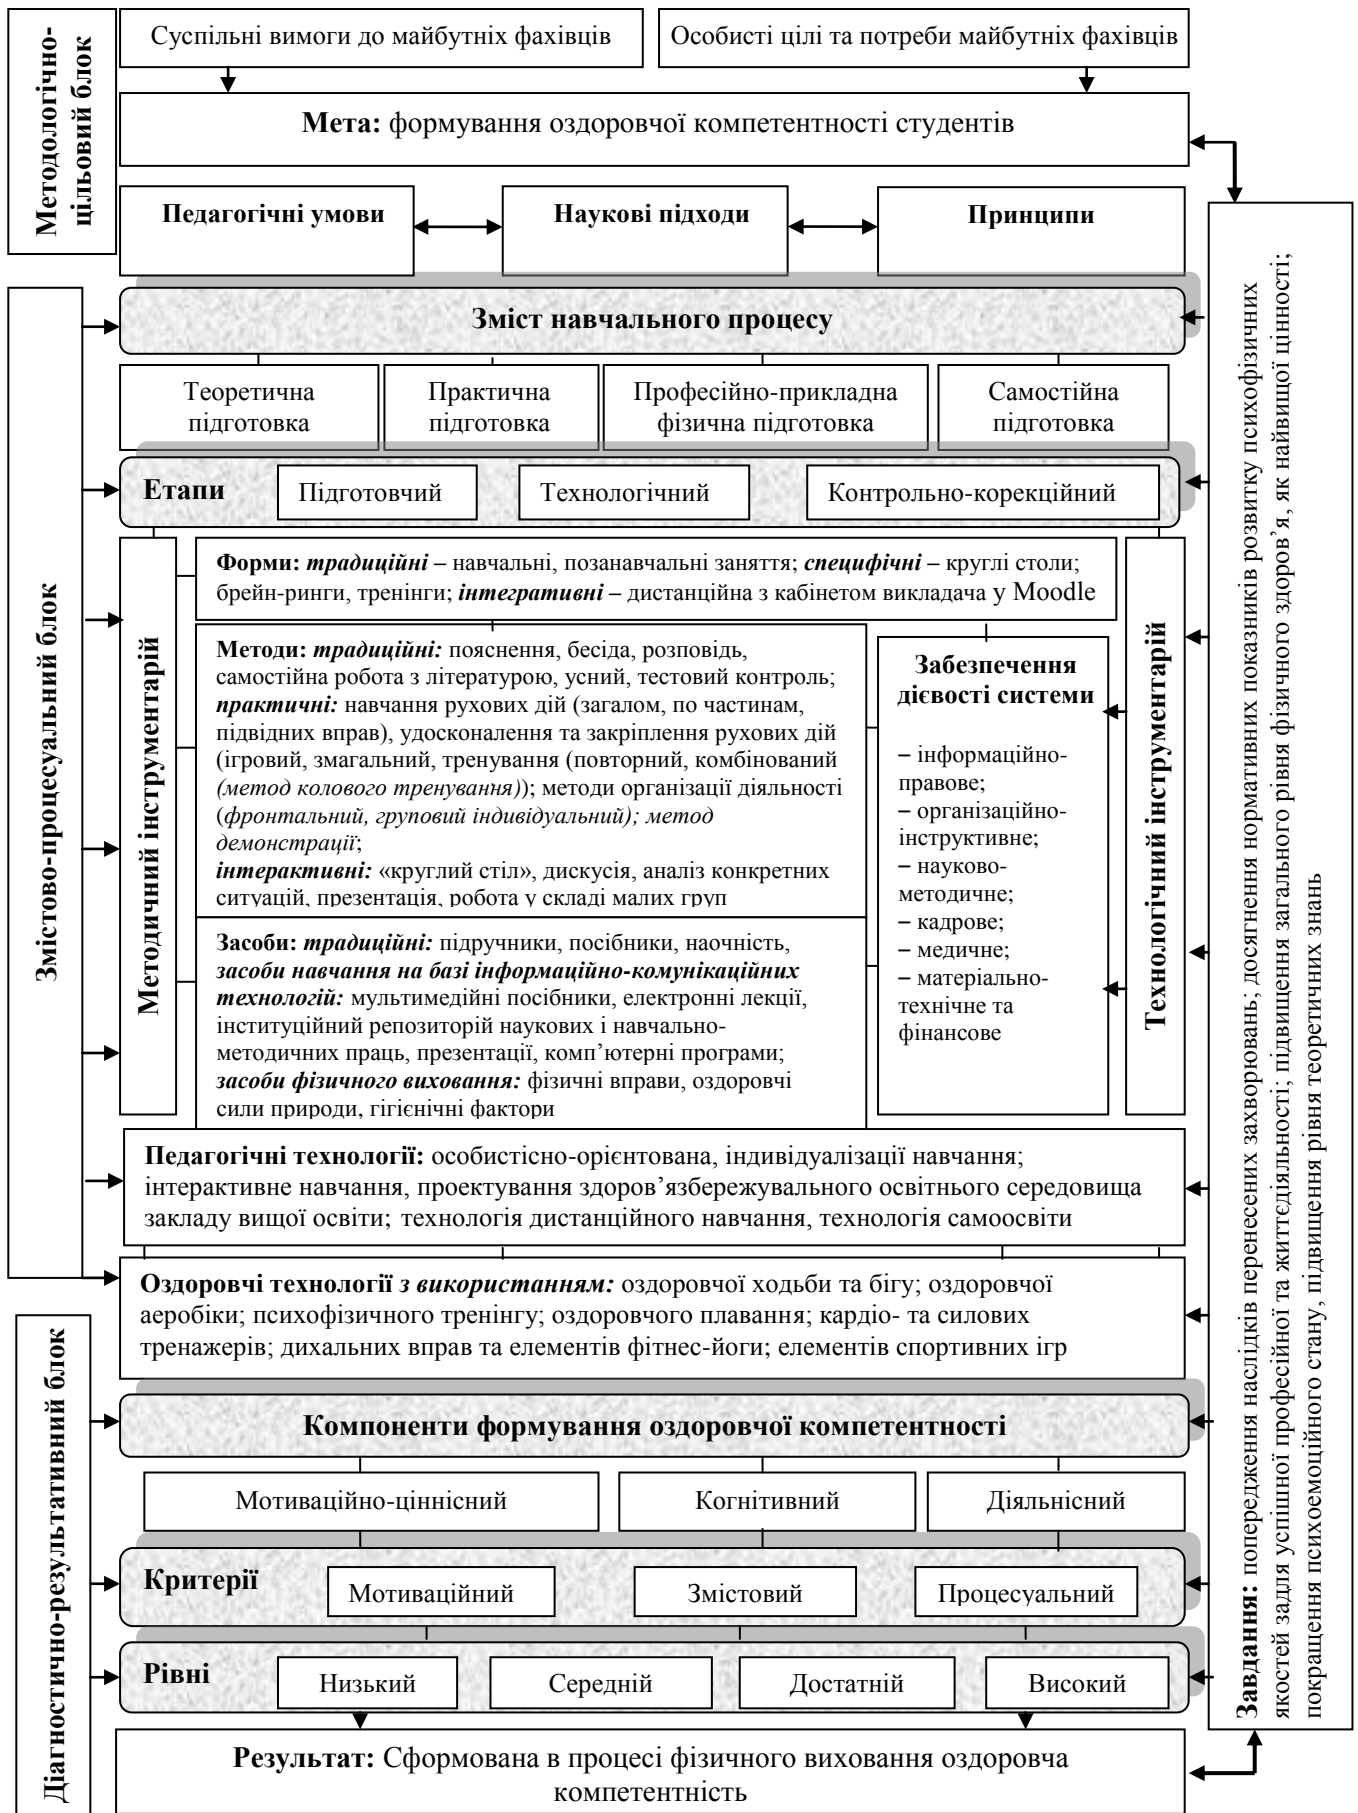 Методологічно-
цільовий блок
Суспільні вимоги до майбутніх фахівців
Особисті цілі та потреби майбутніх фахівців
Мета: формування оздоровчої компетентності студентів
Педагогічні умови
Наукові підходи
Принципи
Змістово-процесуальний блок
Зміст навчального процесу
Теоретична
підготовка
Практична
підготовка
Професійно-прикладна
фізична підготовка
Самостійна
підготовка
Етапи
Підготовчий
Технологічний
Контрольно-корекційний
Методичний інструментарій
Форми: традиційні – навчальні, позанавчальні заняття; специфічні – круглі столи;
брейн-ринги, тренінги; інтегративні – дистанційна з кабінетом викладача у Moodle
Методи: традиційні: пояснення, бесіда, розповідь,
самостійна робота з літературою, усний, тестовий контроль;
практичні: навчання рухових дій (загалом, по частинам,
підвідних вправ), удосконалення та закріплення рухових дій
(ігровий, змагальний, тренування (повторний, комбінований
(метод колового тренування)); методи організації діяльності
(фронтальний, груповий індивідуальний); метод
демонстрації;
інтерактивні: «круглий стіл», дискусія, аналіз конкретних
ситуацій, презентація, робота у складі малих груп
Засоби: традиційні: підручники, посібники, наочність,
засоби навчання на базі інформаційно-комунікаційних
технологій: мультимедійні посібники, електронні лекції,
інституційний репозиторій наукових і навчально-
методичних праць, презентації, комп’ютерні програми;
засоби фізичного виховання: фізичні вправи, оздоровчі
сили природи, гігієнічні фактори
Забезпечення
дієвості системи
– інформаційно-
правове;
– організаційно-
інструктивне;
– науково-
методичне;
– кадрове;
– медичне;
– матеріально-
технічне та
фінансове
Технологічний інструментарій
Педагогічні технології: особистісно-орієнтована, індивідуалізації навчання;
інтерактивне навчання, проектування здоров’язбережувального освітнього середовища
закладу вищої освіти; технологія дистанційного навчання, технологія самоосвіти
Оздоровчі технології з використанням: оздоровчої ходьби та бігу; оздоровчої
аеробіки; психофізичного тренінгу; оздоровчого плавання; кардіо- та силових
тренажерів; дихальних вправ та елементів фітнес-йоги; елементів спортивних ігр
Діагностично-результативний блок
Компоненти формування оздоровчої компетентності
Мотиваційно-ціннісний
Когнітивний
Діяльнісний
Критерії
Мотиваційний
Змістовий
Процесуальний
Рівні
Низький
Середній
Достатній
Високий
Результат: Сформована в процесі фізичного виховання оздоровча
компетентність
Завдання: попередження наслідків перенесених захворювань; досягнення нормативних показників розвитку психофізичних
якостей задля успішної професійної та життєдіяльності; підвищення загального рівня фізичного здоров’я, як найвищої цінності;
покращення психоемоційного стану, підвищення рівня теоретичних знань